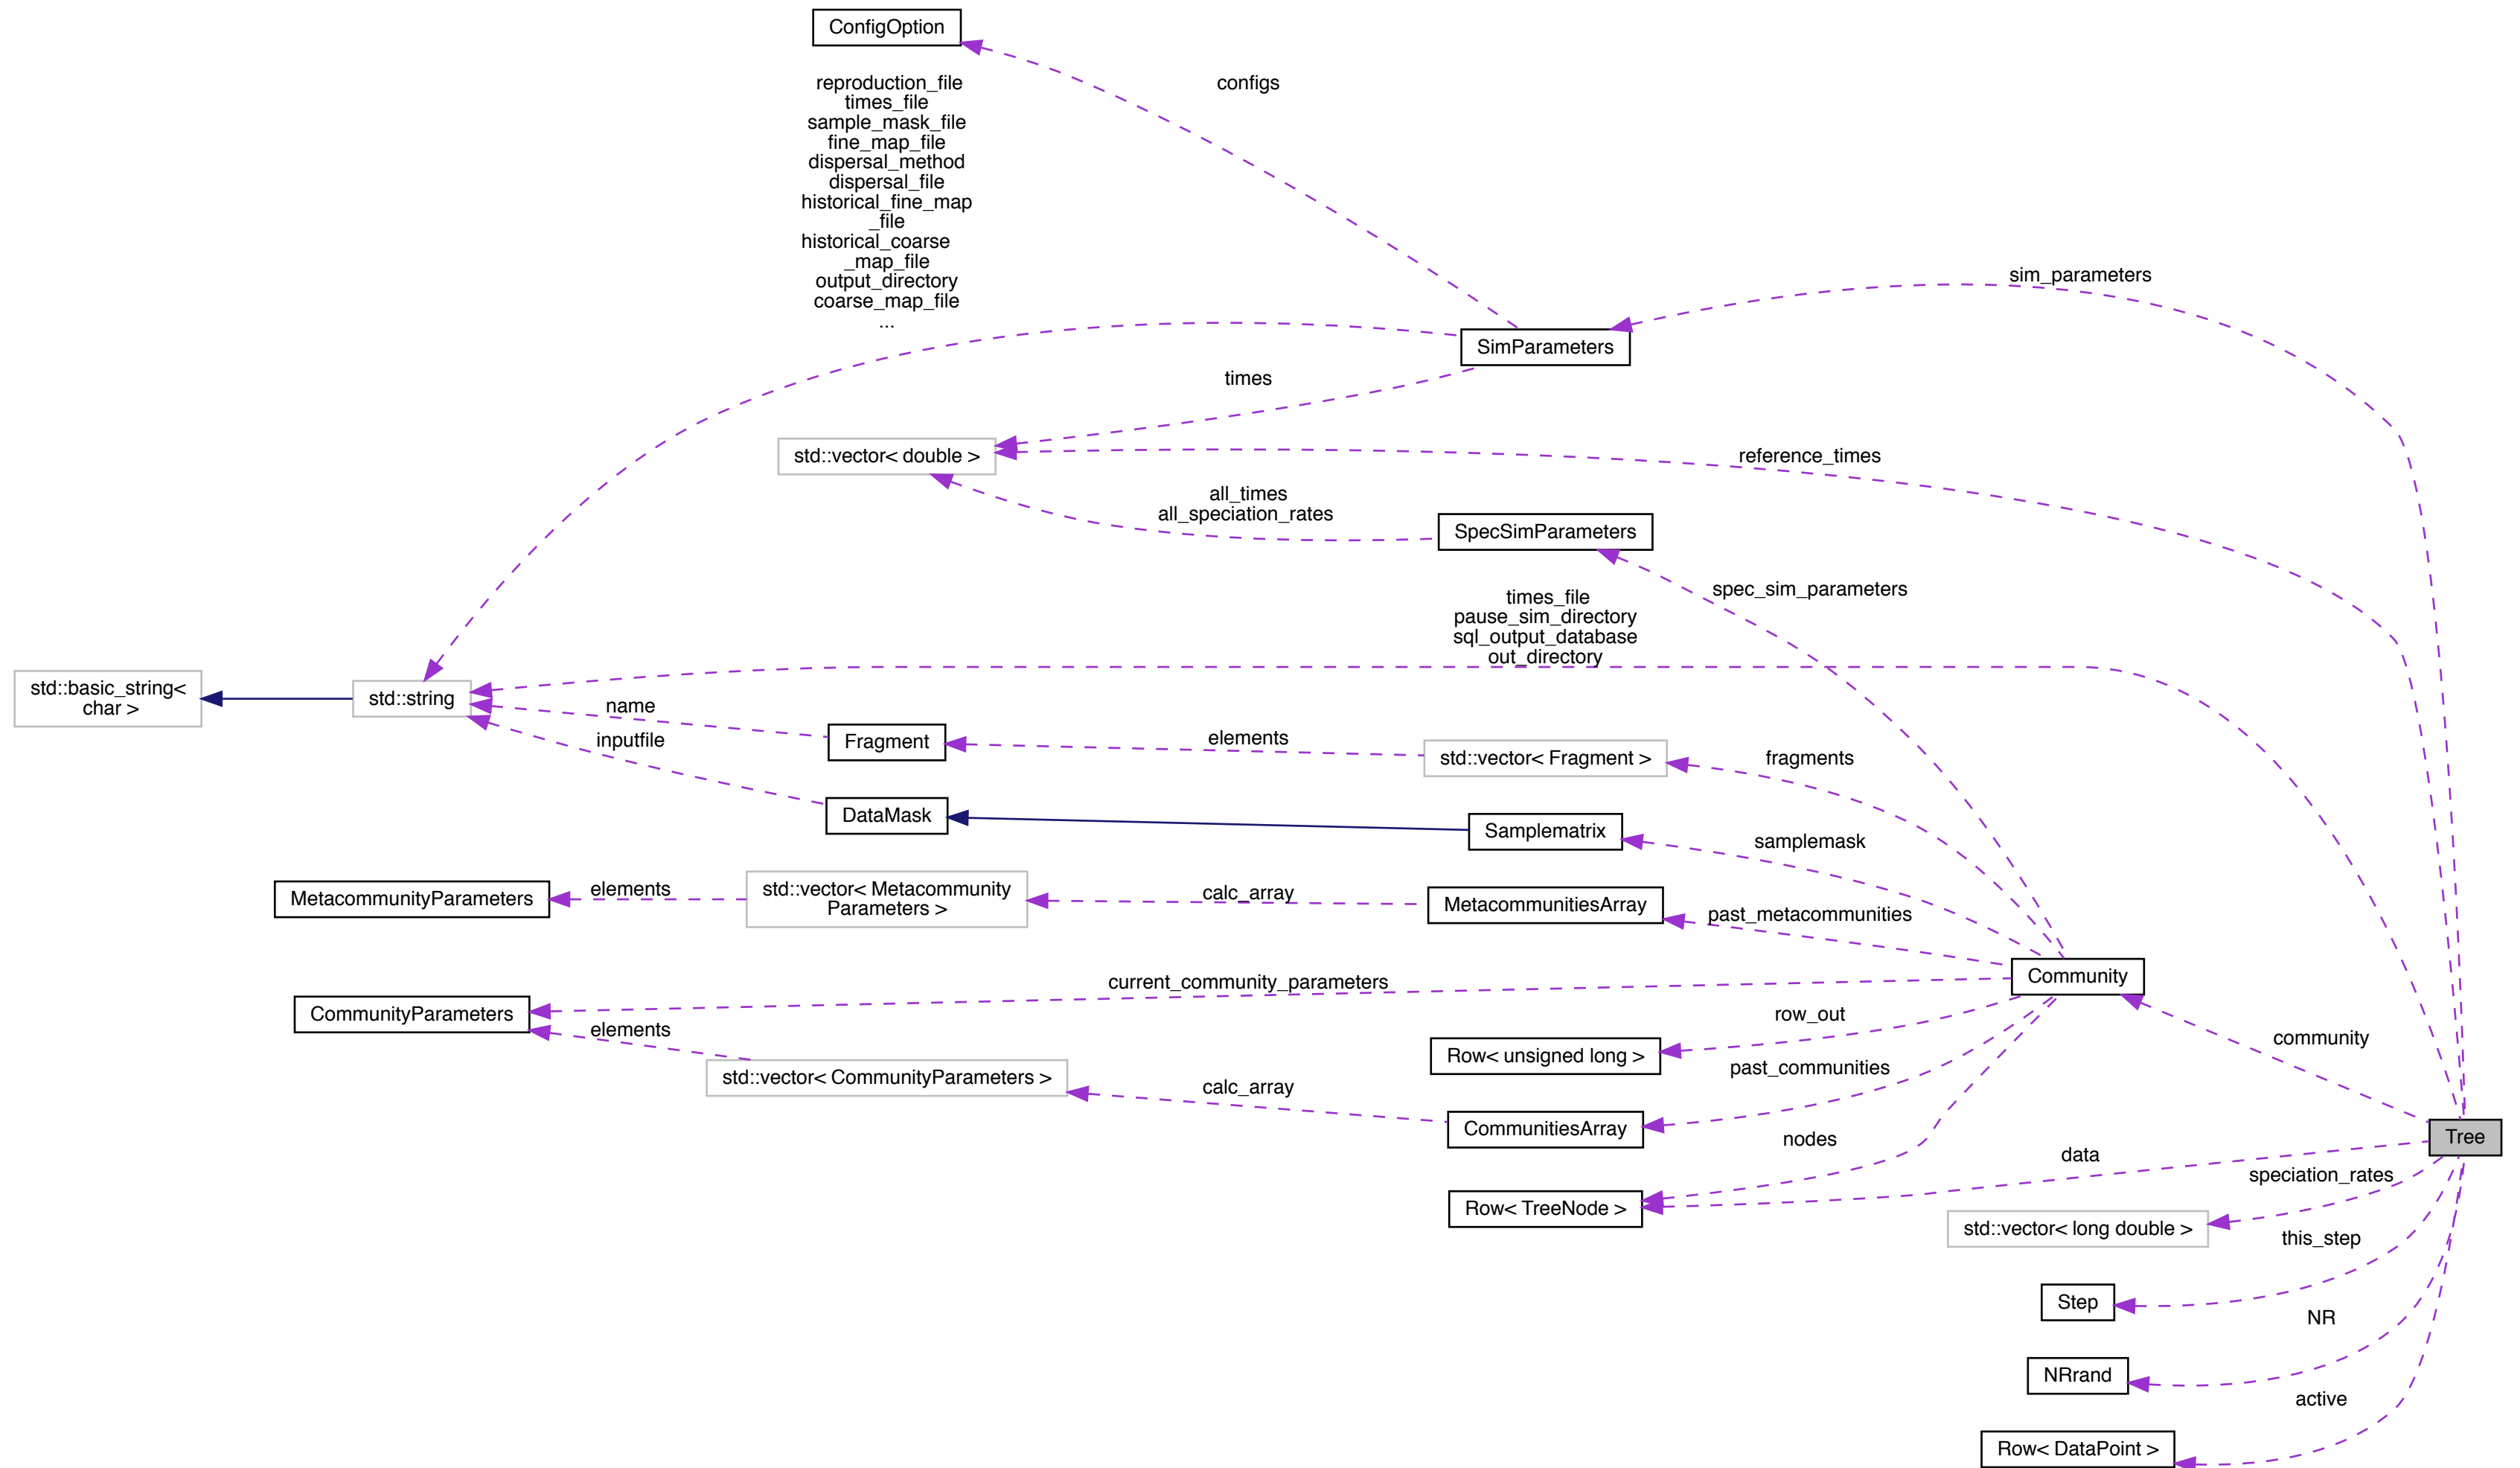 ConfigOption
configs
reproduction_file
times_file
sample_mask_file
fine_map_file
dispersal_method
dispersal_file
historical_fine_map
_file
historical_coarse
_map_file
output_directory
coarse_map_file
...
sim_parameters
SimParameters
times
std::vector< double >
reference_times
all_times
all_speciation_rates
SpecSimParameters
spec_sim_parameters
times_file
pause_sim_directory
sql_output_database
out_directory
std::basic_string<
char >
std::string
name
inputfile
Fragment
elements
std::vector< Fragment >
fragments
DataMask
Samplematrix
samplemask
MetacommunityParameters
elements
std::vector< Metacommunity
Parameters >
calc_array
MetacommunitiesArray
past_metacommunities
Community
current_community_parameters
CommunityParameters
elements
std::vector< CommunityParameters >
calc_array
row_out
Row< unsigned long >
past_communities
CommunitiesArray
community
nodes
Tree
data
Row< TreeNode >
speciation_rates
std::vector< long double >
this_step
Step
NR
NRrand
active
Row< DataPoint >